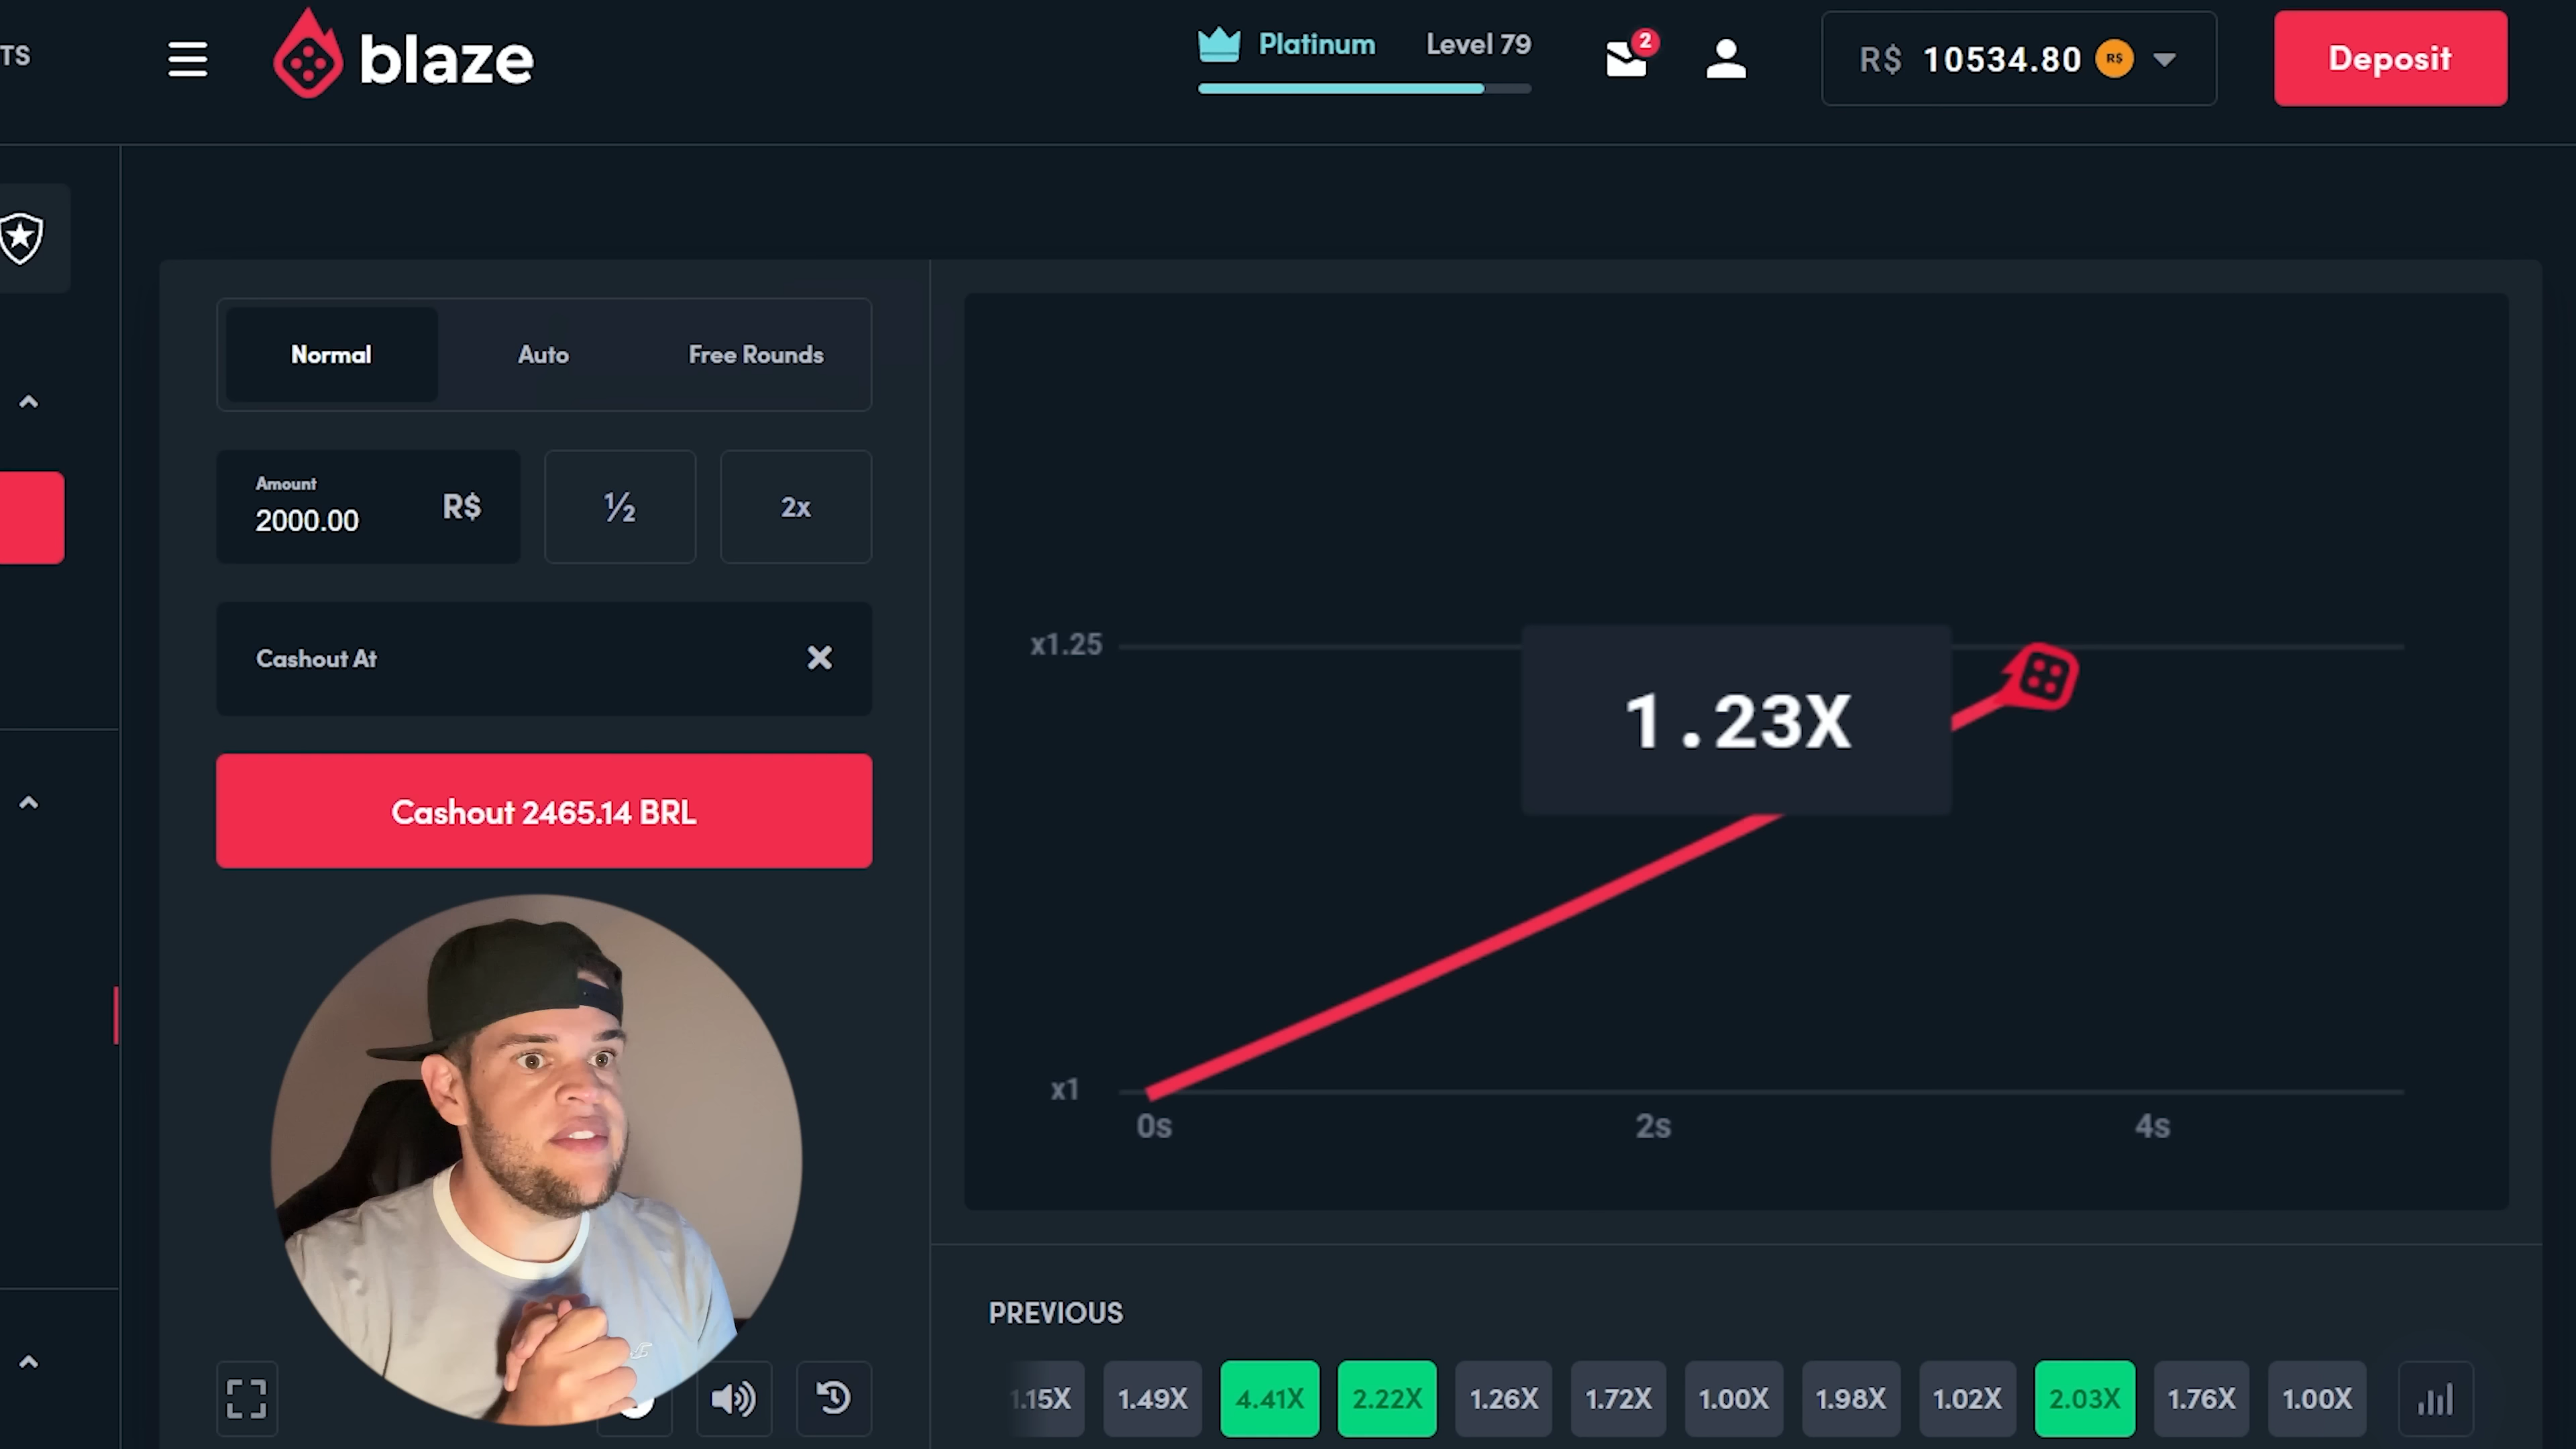 TS
blaze
Platinum Level 79
2
R$ 10534.80 R$
Deposit
Normal Auto Free Rounds
Amount
2000.00 R$ ½ 2x
Cashout At
Cashout 2465.14 BRL
x1.25
1.23X
x1
0s 2s 4s
PREVIOUS
1.15X 1.49X 4.41X 2.22X 1.26X 1.72X 1.00X 1.98X 1.02X 2.03X 1.76X 1.00X